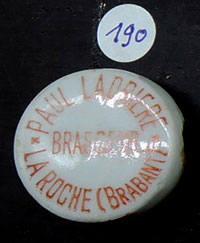 190
PAUL LADRIERE
BRASSEUR
LA ROCHE (BRABANT)